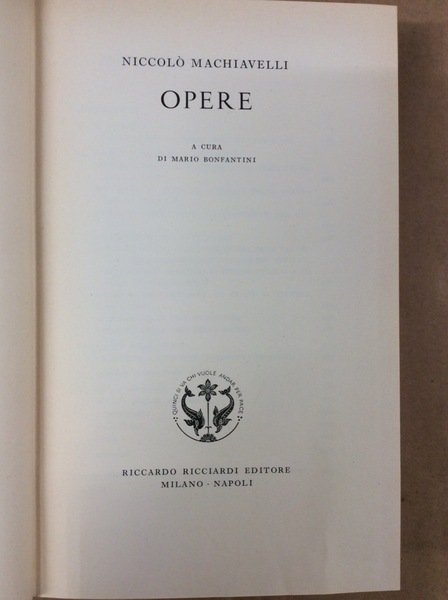 NICCOLÒ MACHIAVELLI
OPERE
A CURA
DI MARIO BONFANTINI
QUINCI SI VA CHI VUOLE ANDAR PER PACE
RICCARDO RICCIARDI EDITORE
MILANO · NAPOLI